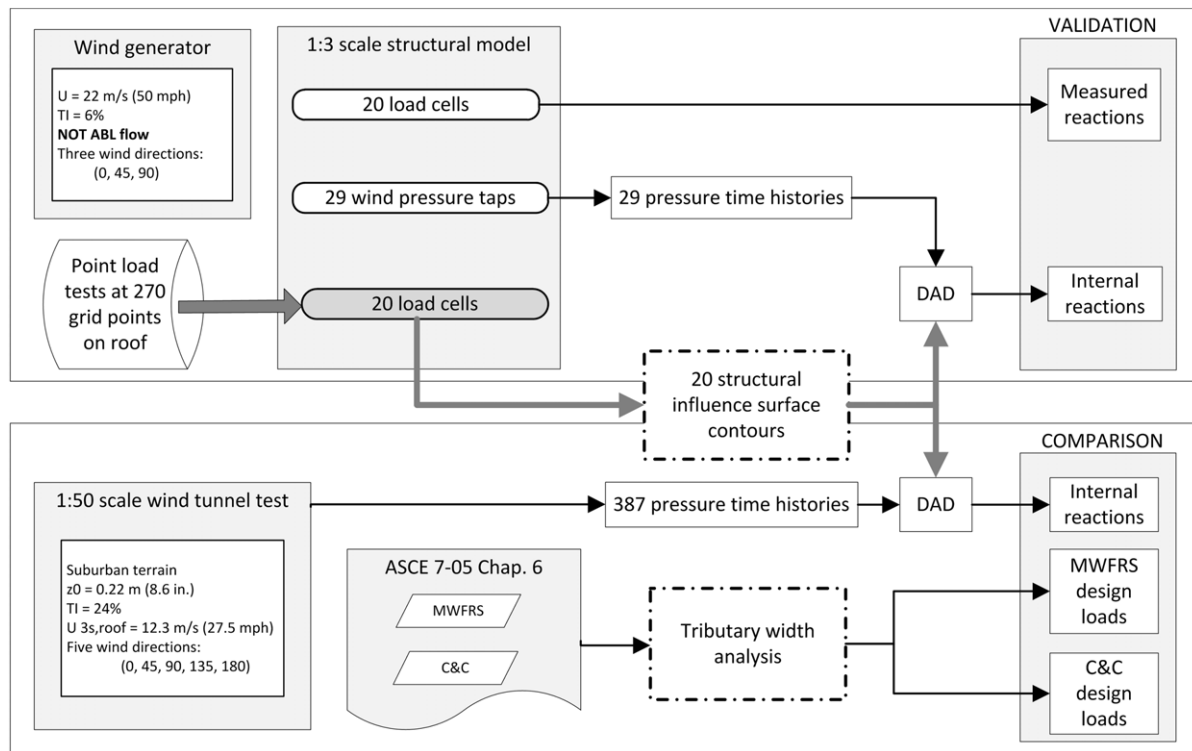 VALIDATION
Wind generator
U = 22 m/s (50 mph)
TI = 6%
NOT ABL flow
Three wind directions:
(0, 45, 90)
1:3 scale structural model
20 load cells
Measured
reactions
29 wind pressure taps
29 pressure time histories
Point load
tests at 270
grid points
on roof
20 load cells
DAD
Internal
reactions
20 structural
influence surface
contours
COMPARISON
1:50 scale wind tunnel test
387 pressure time histories
DAD
Internal
reactions
Suburban terrain
z0 = 0.22 m (8.6 in.)
TI = 24%
U 3s,roof = 12.3 m/s (27.5 mph)
Five wind directions:
(0, 45, 90, 135, 180)
ASCE 7-05 Chap. 6
MWFRS
C&C
Tributary width
analysis
MWFRS
design
loads
C&C
design
loads